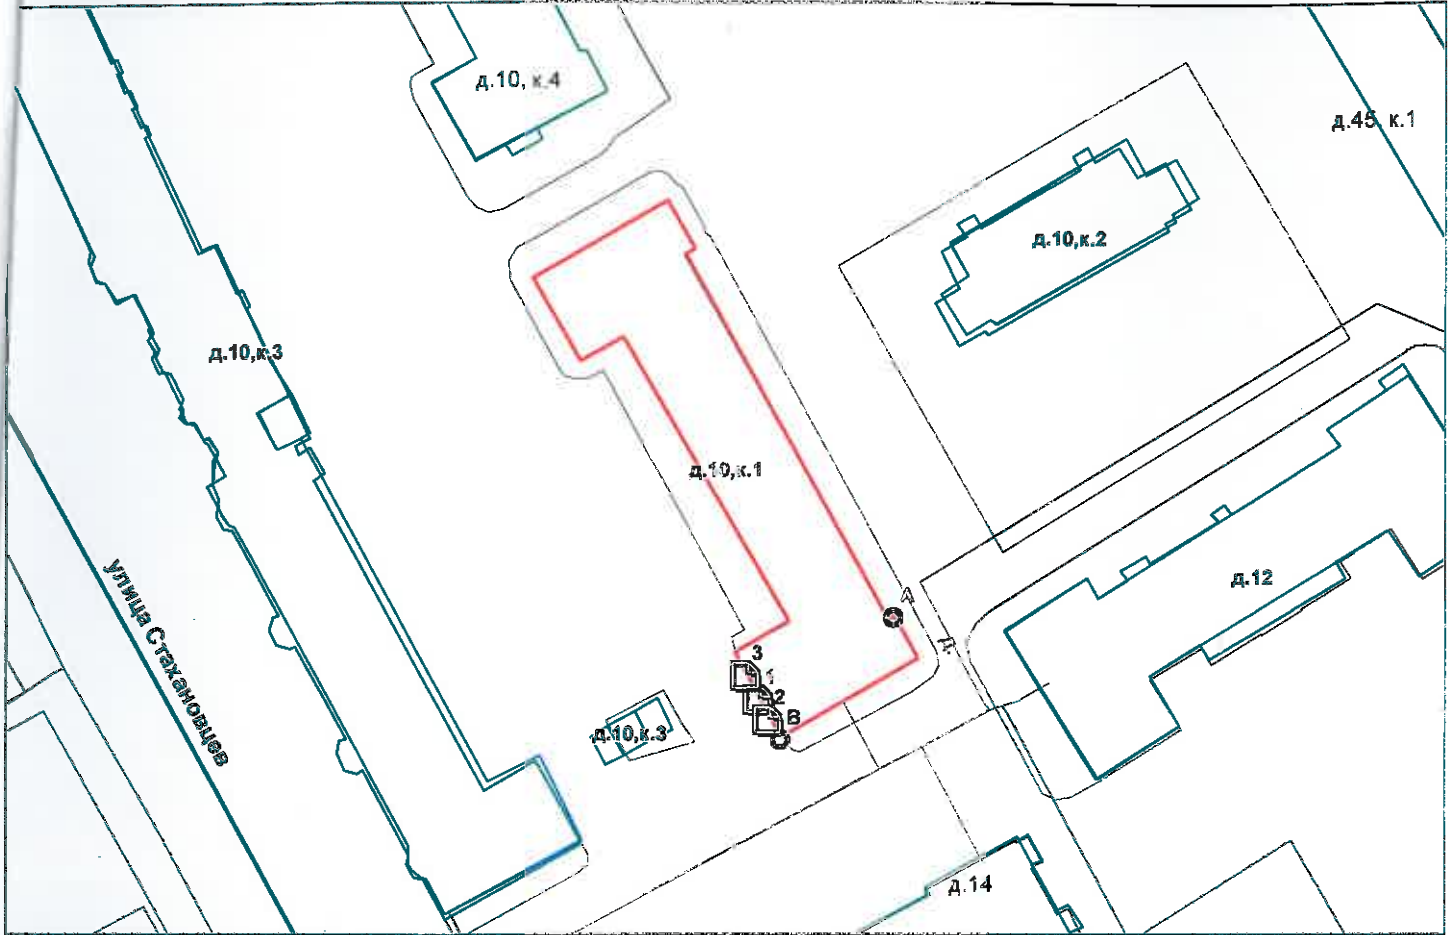 д.10, к.4
д.45, к.1
д.10,к.2
д.10,к.3
д.10,к.1
д.12
улица Стахановцев
А
Д.
3
1
2
В
д.10,к.3
д.14